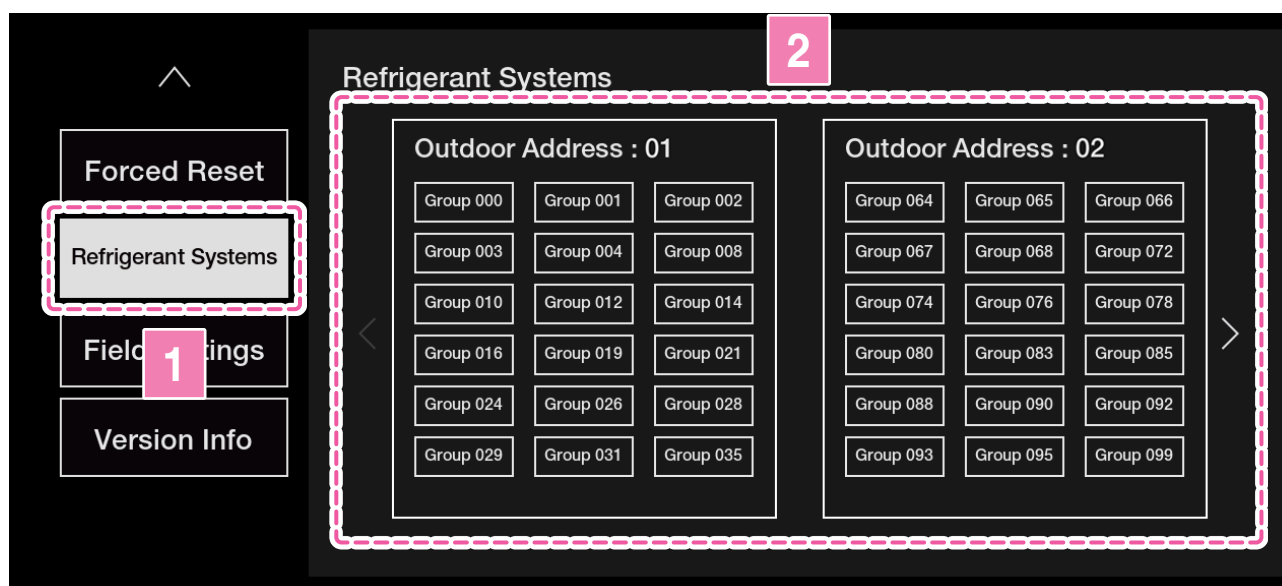 1
2
Forced Reset
Refrigerant Systems
Version Info
Refrigerant Systems
Outdoor Address : 01
Group 000 Group 001 Group 002
Group 003 Group 004 Group 008
Group 010 Group 012 Group 014
Group 016 Group 019 Group 021
Group 024 Group 026 Group 028
Group 029 Group 031 Group 035
Outdoor Address : 02
Group 064 Group 065 Group 066
Group 067 Group 068 Group 072
Group 074 Group 076 Group 078
Group 080 Group 083 Group 085
Group 088 Group 090 Group 092
Group 093 Group 095 Group 099